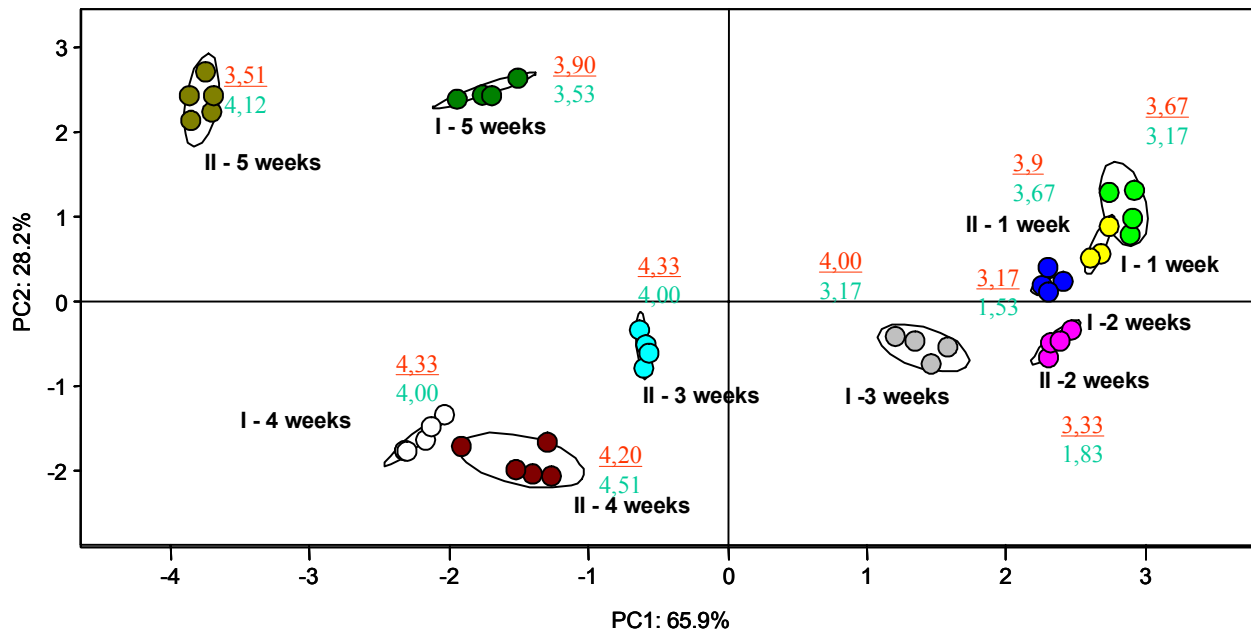 3
2
1
0
-1
-2
PC2: 28.2%
3,51
4,12
II - 5 weeks
3,90
3,53
I - 5 weeks
3,67
3,17
3,9
3,67
II - 1 week
I - 1 week
4,33
4,00
II - 3 weeks
4,00
3,17
I -3 weeks
3,17
1,53
I -2 weeks
II -2 weeks
3,33
1,83
4,33
4,00
I - 4 weeks
4,20
4,51
II - 4 weeks
-4
-3
-2
-1
0
1
2
3
PC1: 65.9%